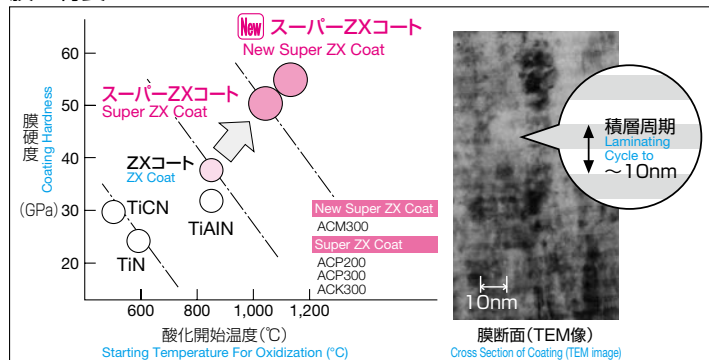 New スーパーZXコート
New Super ZX Coat
スーパーZXコート
Super ZX Coat
ZXコート
ZX Coat
TiCN
TiN
TiAlN
膜硬度
Coating Hardness
(GPa)
60
50
40
30
20
600
800
1,000
1,200
酸化開始温度(℃)
Starting Temperature For Oxidization (°C)
New Super ZX Coat
ACM300
Super ZX Coat
ACP200
ACP300
ACK300
積層周期
Laminating
Cycle to
～10nm
10nm
膜断面(TEM像)
Cross Section of Coating (TEM image)